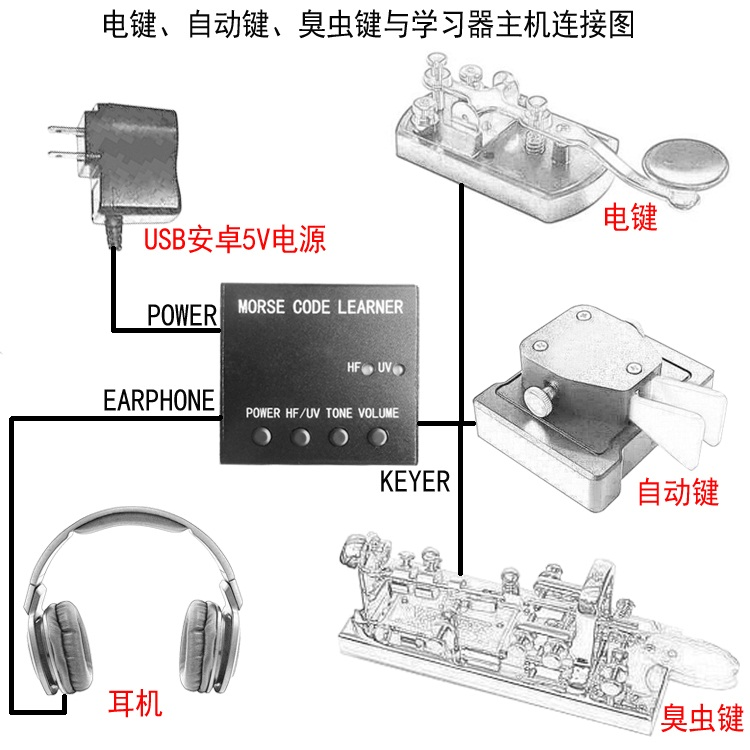 电键、自动键、臭虫键与学习器主机连接图
电键
USB安卓5V电源
POWER
MORSE CODE LEARNER
HF UV
EARPHONE
POWER HF/UV TONE VOLUME
KEYER
自动键
耳机
臭虫键